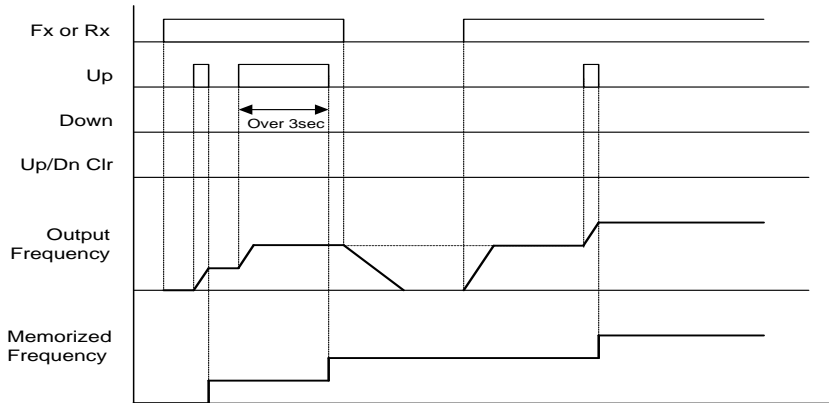 Fx or Rx
Up
Down
Over 3sec
Up/Dn Clr
Output
Frequency
Memorized
Frequency